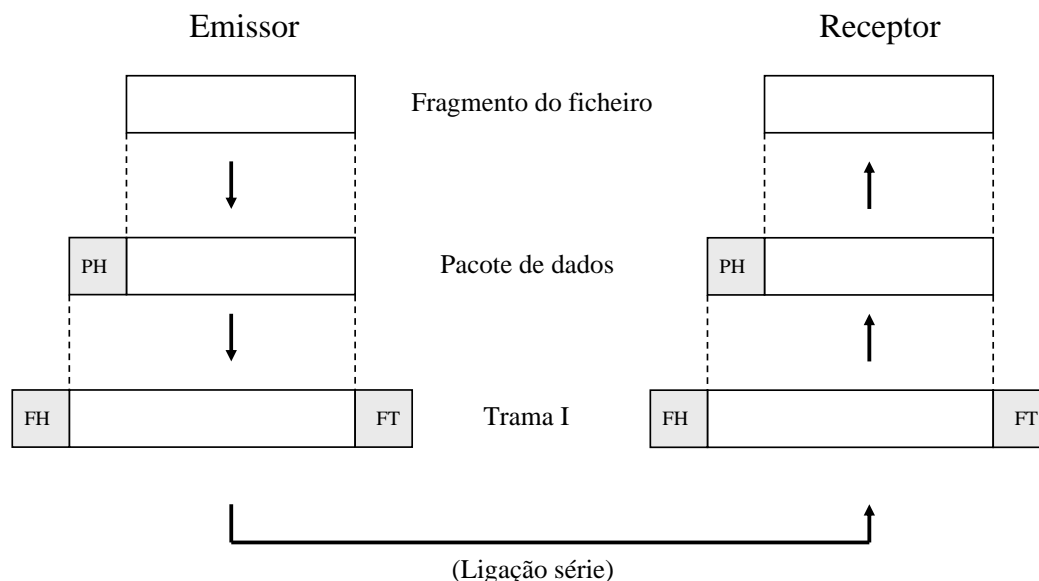 Emissor
Receptor
Fragmento do ficheiro
PH
Pacote de dados
PH
FH
FT
Trama I
FH
FT
(Ligação série)